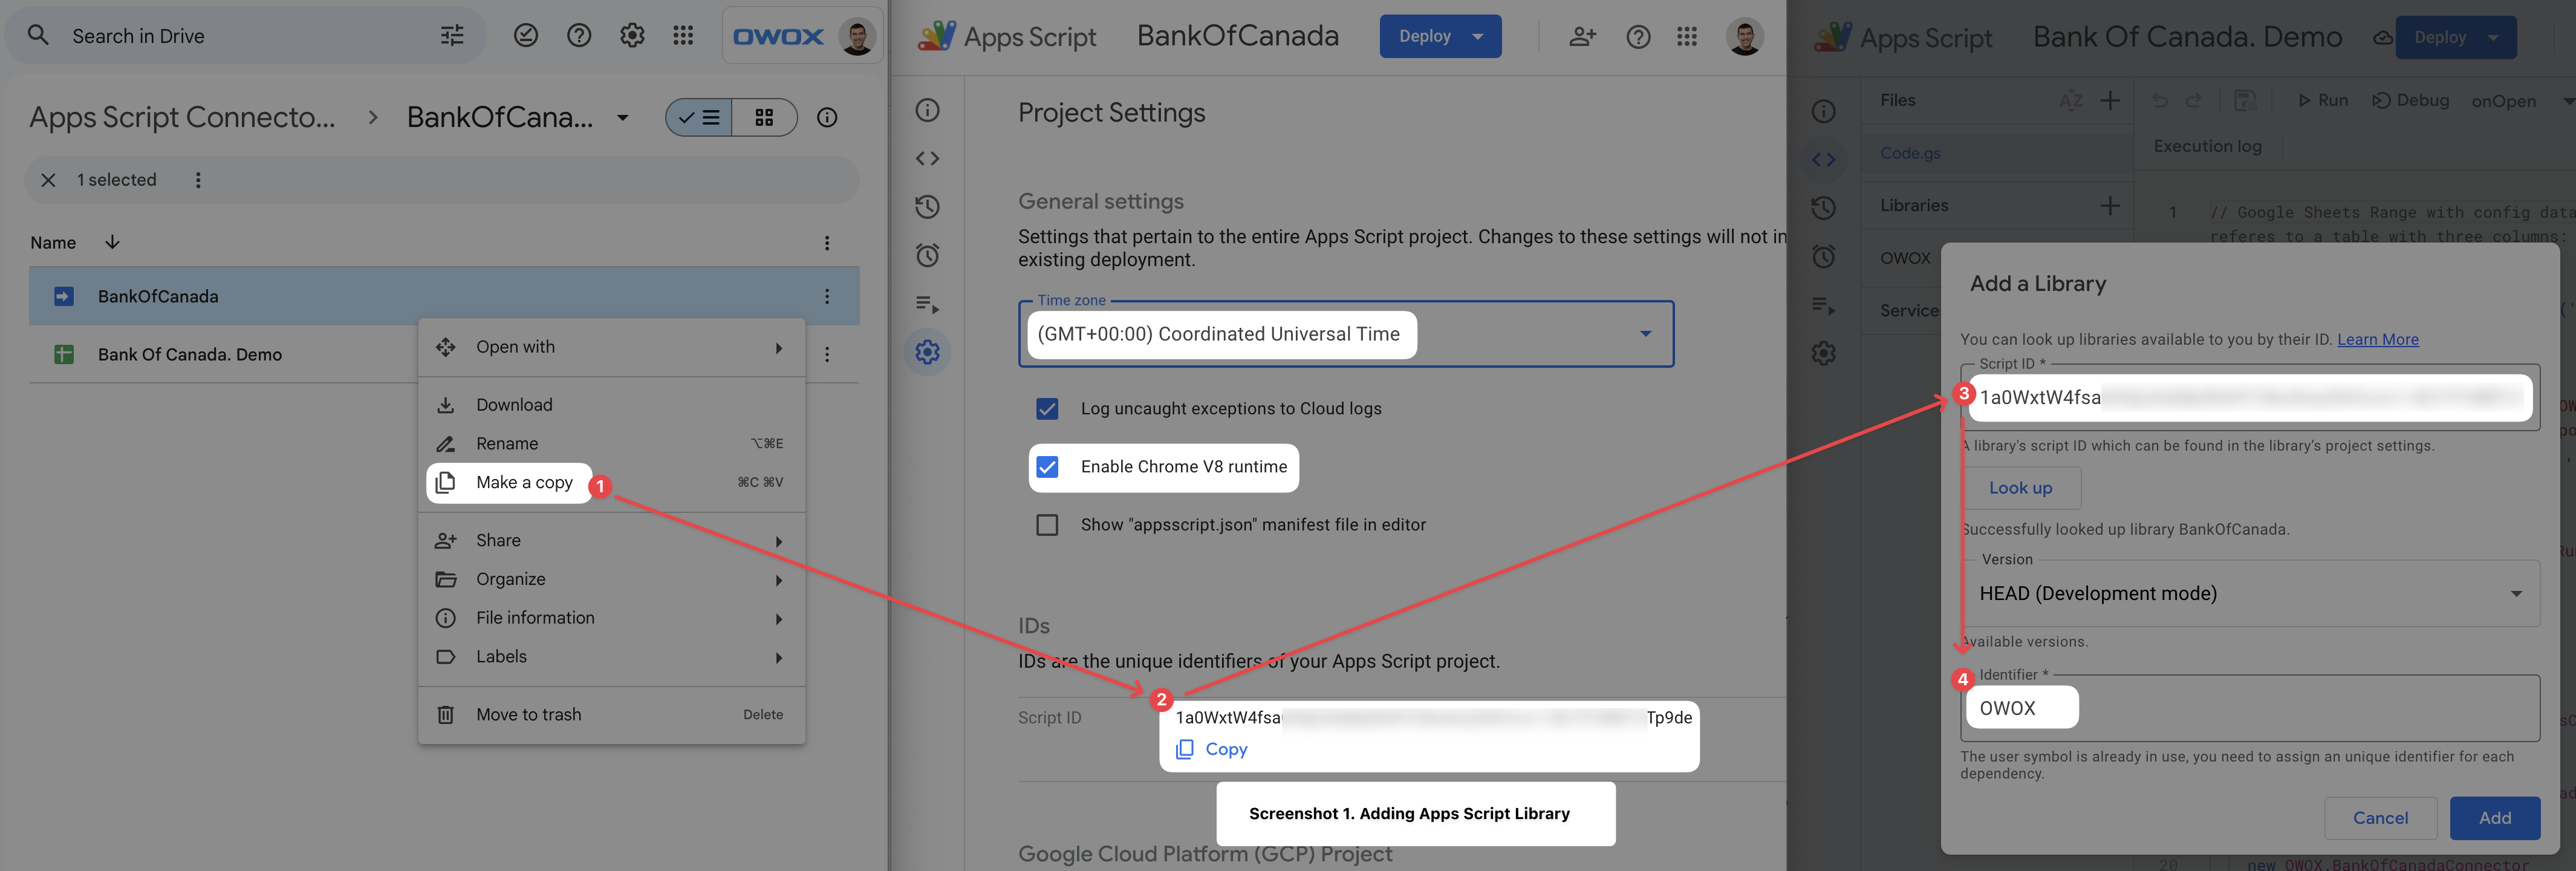 Search in Drive
OWOX
Apps Script Connecto... > BankOfCana...
1 selected
Name
BankOfCanada
Bank Of Canada. Demo
Open with
Download
Rename ⌥⌘E
Make a copy ⌘C ⌘V
1
Share
Organize
File information
Labels
Move to trash Delete
Apps Script BankOfCanada Deploy
Project Settings
General settings
Settings that pertain to the entire Apps Script project. Changes to these settings will not in
existing deployment.
Time zone
(GMT+00:00) Coordinated Universal Time
Log uncaught exceptions to Cloud logs
Enable Chrome V8 runtime
Show "appsscript.json" manifest file in editor
IDs
IDs are the unique identifiers of your Apps Script project.
2
Script ID 1a0WxtW4fsa Tp9de
Copy
Screenshot 1. Adding Apps Script Library
Google Cloud Platform (GCP) Project
Apps Script Bank Of Canada. Demo Deploy
Files AZ
Run Debug onOpen
Code.gs
Execution log
Libraries
1 // Google Sheets Range with config data
referes to a table with three columns:
OWOX
Service
Add a Library
You can look up libraries available to you by their ID. Learn More
Script ID *
3 1a0WxtW4fsa
A library's script ID which can be found in the library's project settings.
Look up
Successfully looked up library BankOfCanada.
Version
HEAD (Development mode)
Available versions.
4 Identifier *
OWOX
The user symbol is already in use, you need to assign an unique identifier for each
dependency.
Cancel Add
20 new OWOX.BankOfCanadaConnector